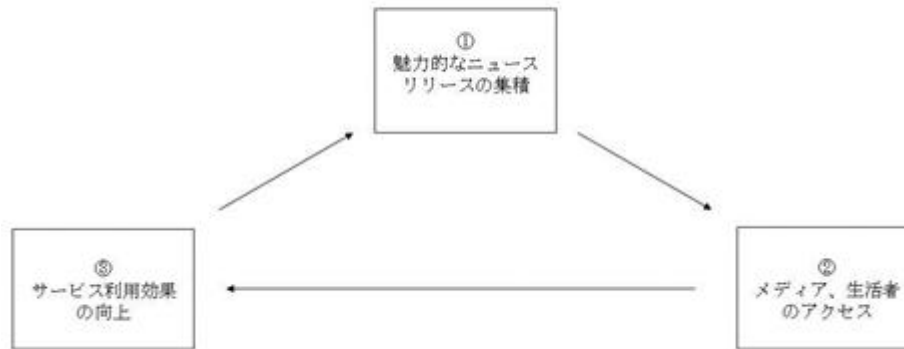 ①
魅力的なニュース
リリースの集積
②
メディア、生活者
のアクセス
③
サービス利用効果
の向上